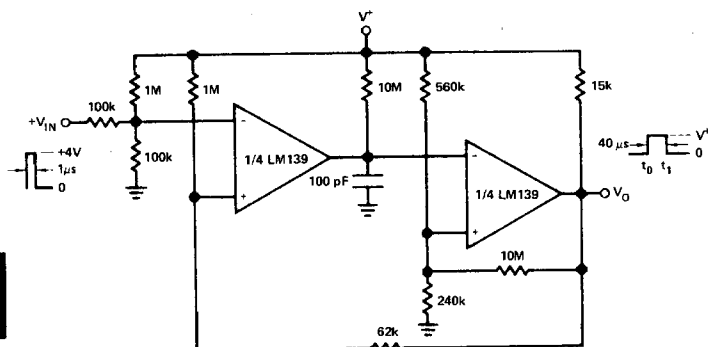 V+
1M
1M
10M
560k
15k
100k
+VIN
100k
1/4 LM139
100 pF
+4V
1μs
0
1/4 LM139
40 μs
V+
0
t0 t1
VO
10M
240k
62k